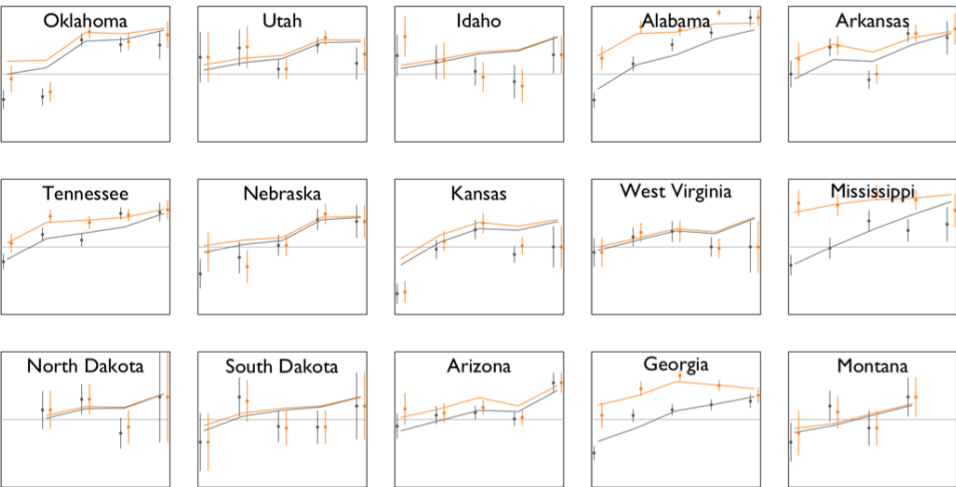 Oklahoma
Utah
Idaho
Alabama
Arkansas
Tennessee
Nebraska
Kansas
West Virginia
Mississippi
North Dakota
South Dakota
Arizona
Georgia
Montana